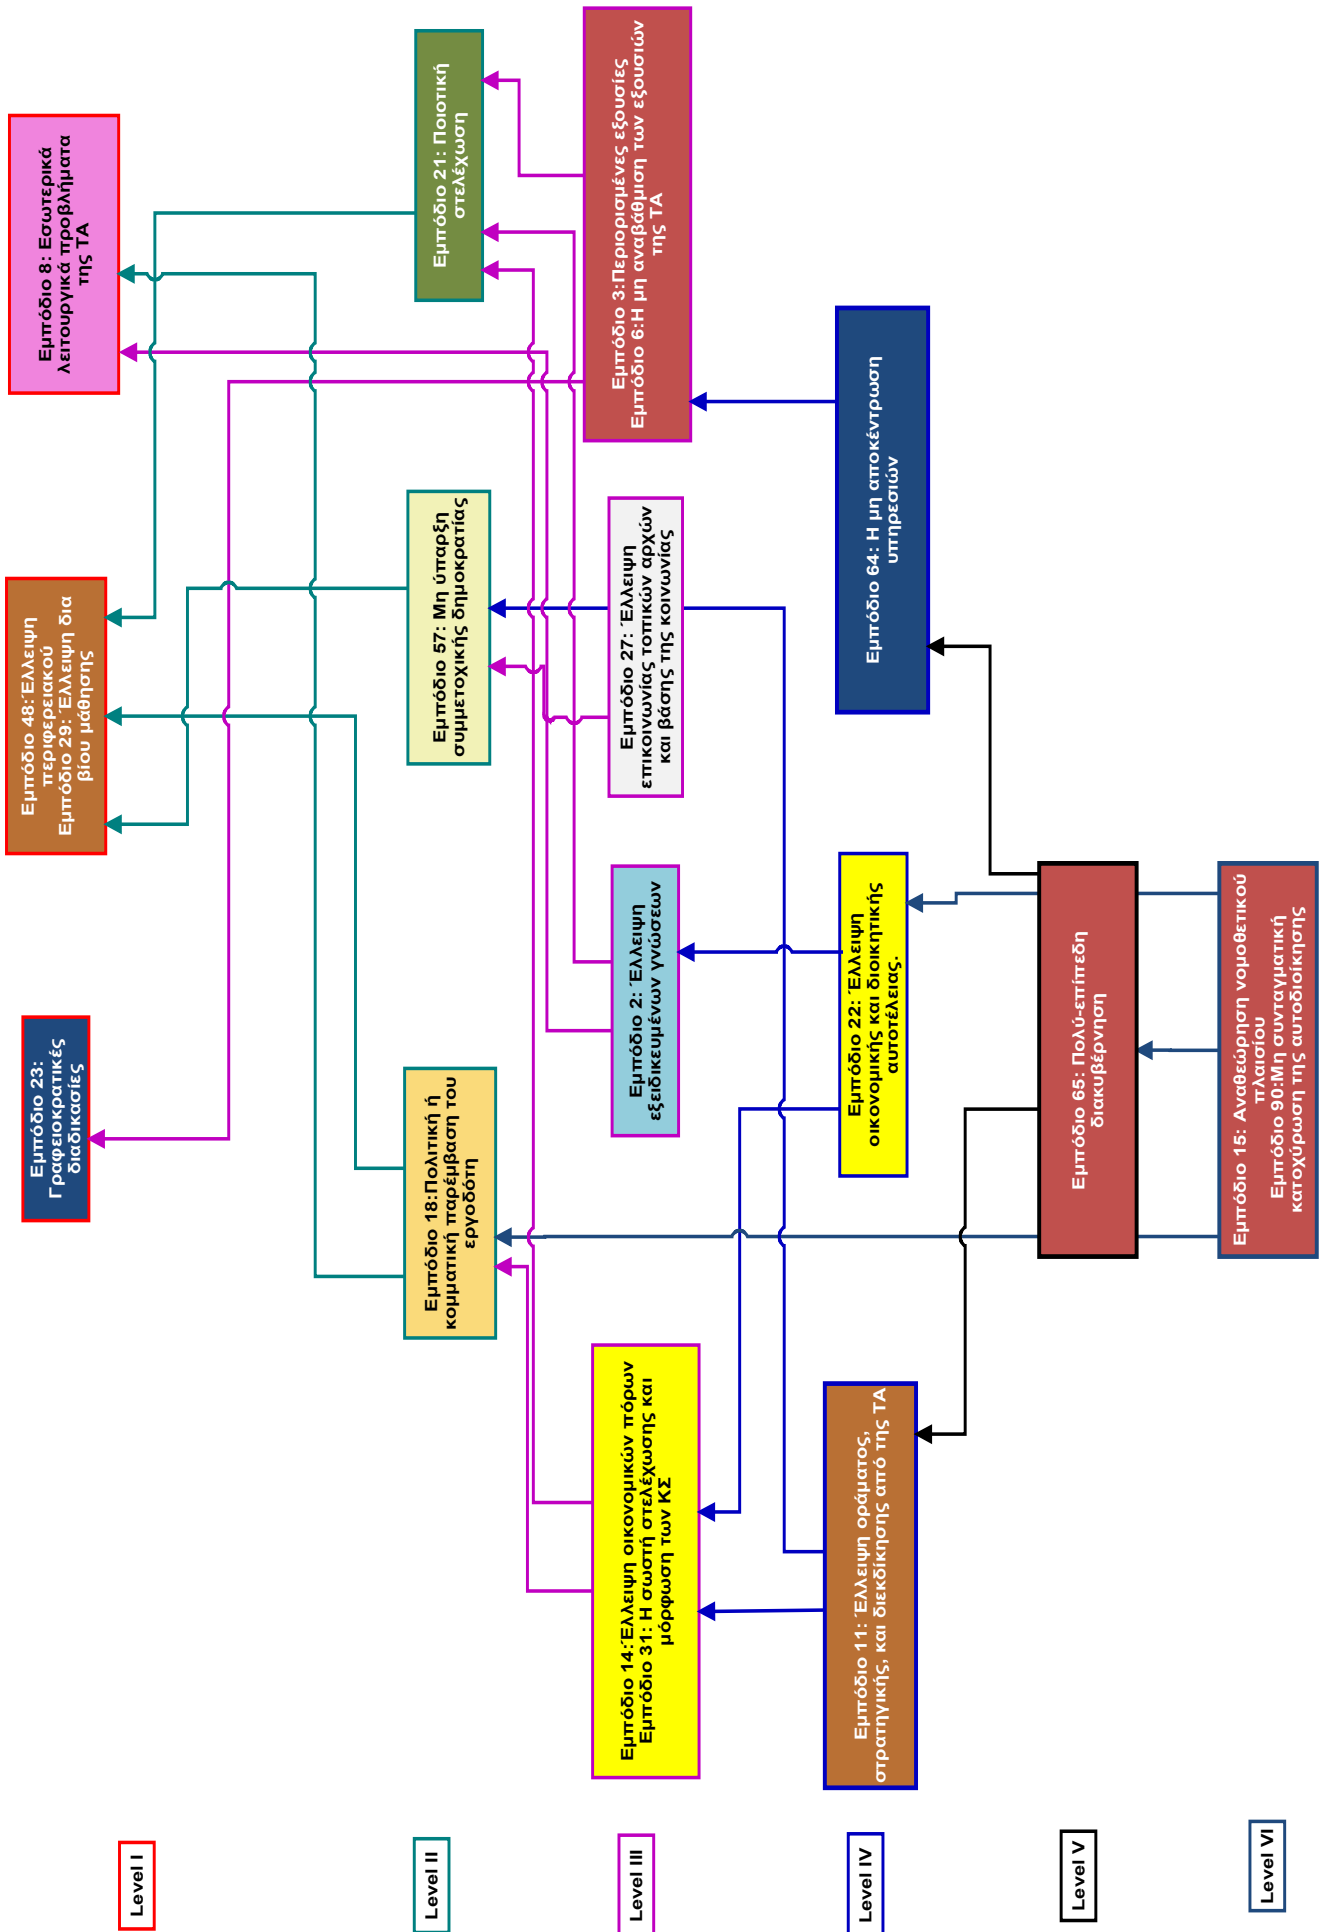 Level I
Εμπόδιο 23:
Γραφειοκρατικές
διαδικασίες
Εμπόδιο 48:Έλλειψη
περιφερειακού
Εμπόδιο 29: Έλλειψη δια
βίου μάθησης
Εμπόδιο 8: Εσωτερικά
λειτουργικά προβλήματα
της ΤΑ
Level II
Εμπόδιο 18:Πολιτική ή
κομματική παρέμβαση του
εργοδότη
Εμπόδιο 57: Μη ύπαρξη
συμμετοχικής δημοκρατίας
Εμπόδιο 21: Ποιοτική
στελέχωση
Level III
Εμπόδιο 14:Έλλειψη οικονομικών πόρων
Εμπόδιο 31: Η σωστή στελέχωσης και
μόρφωση των ΚΣ
Εμπόδιο 2: Έλλειψη
εξειδικευμένων γνώσεων
Εμπόδιο 27: Έλλειψη
επικοινωνίας τοπικών αρχών
και βάσης της κοινωνίας
Εμπόδιο 3:Περιορισμένες εξουσίες
Εμπόδιο 6:Η μη αναβάθμιση των εξουσιών
της ΤΑ
Level IV
Εμπόδιο 11: Έλλειψη οράματος,
στρατηγικής, και διεκδίκησης από της ΤΑ
Εμπόδιο 22: Έλλειψη
οικονομικής και διοικητικής
αυτοτέλειας.
Εμπόδιο 64: Η μη αποκέντρωση
υπηρεσιών
Level V
Εμπόδιο 65: Πολύ-επίπεδη
διακυβέρνηση
Level VI
Εμπόδιο 15: Αναθεώρηση νομοθετικού
πλαισίου
Εμπόδιο 90:Μη συνταγματική
κατοχύρωση της αυτοδιοίκησης